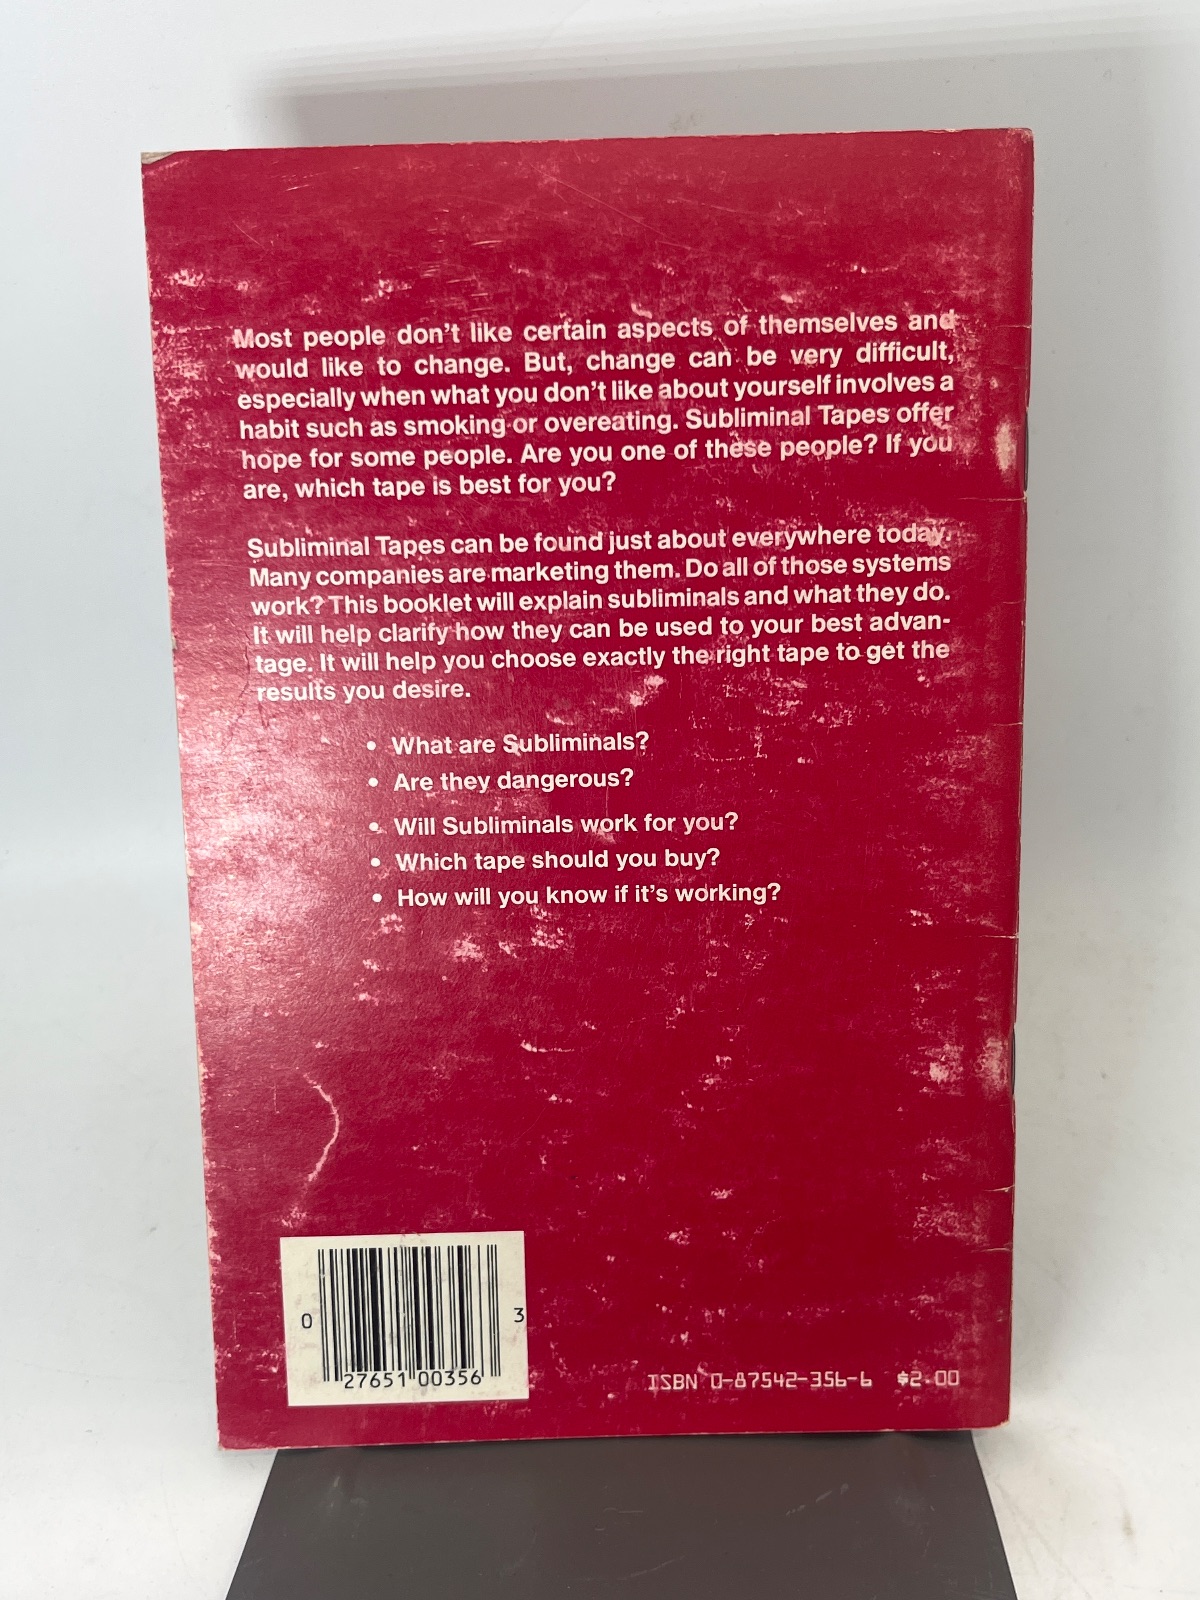 Most people don't like certain aspects of themselves and
would like to change. But, change can be very difficult,
especially when what you don't like about yourself involves a
habit such as smoking or overeating. Subliminal Tapes offer
hope for some people. Are you one of these people? If you
are, which tape is best for you?
Subliminal Tapes can be found just about everywhere today.
Many companies are marketing them. Do all of those systems
work? This booklet will explain subliminals and what they do.
It will help clarify how they can be used to your best advan-
tage. It will help you choose exactly the right tape to get the
results you desire.
• What are Subliminals?
• Are they dangerous?
• Will Subliminals work for you?
• Which tape should you buy?
• How will you know if it's working?
0 27651 00356 3
ISBN 0-87542-356-6 $2.00